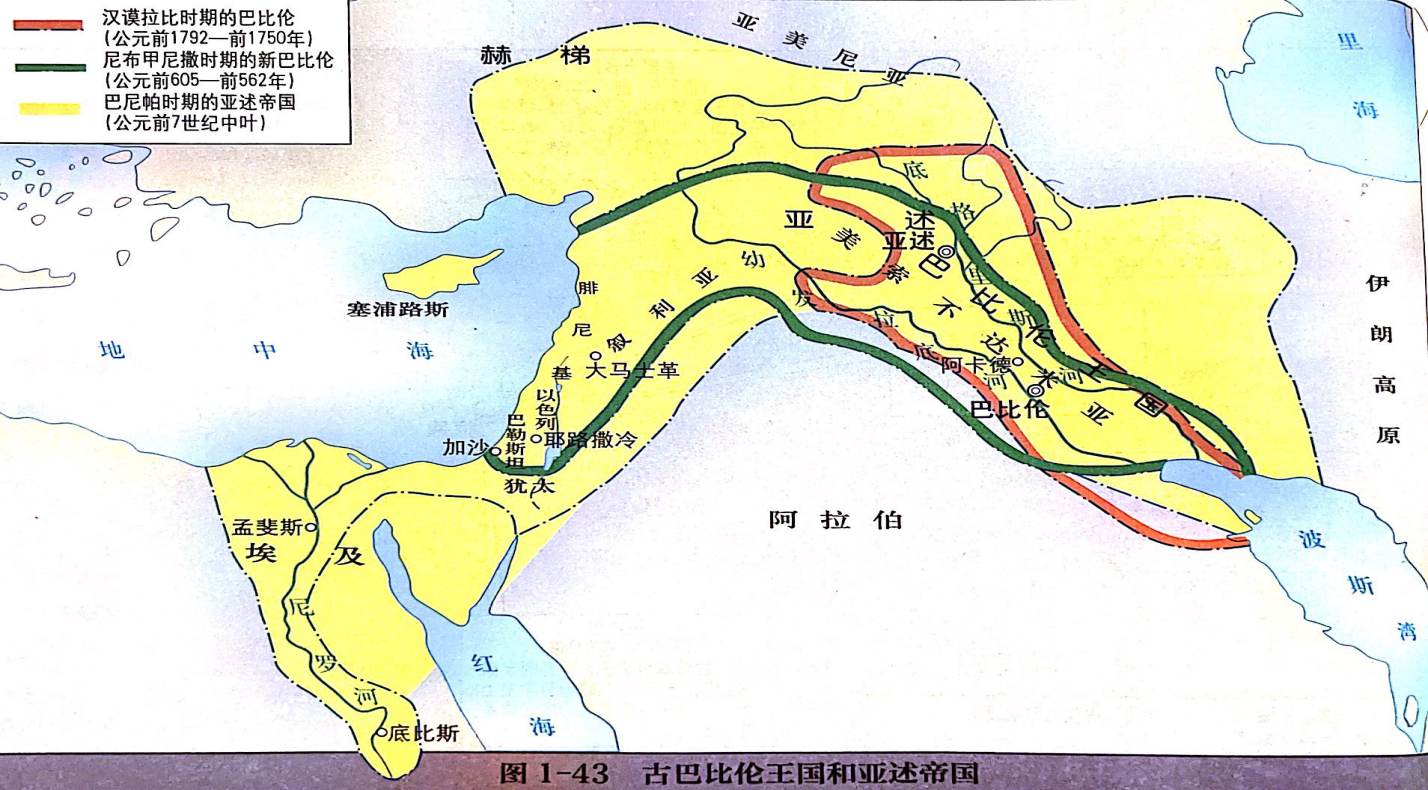 汉谟拉比时期的巴比伦
(公元前1792—前1750年)
尼布甲尼撒时期的新巴比伦
(公元前605—前562年)
巴尼帕时期的亚述帝国
(公元前7世纪中叶)
赫梯
亚美尼亚
里海
伊朗高原
塞浦路斯
地中海
腓尼基
叙利亚
大马士革
以色列
巴勒斯坦
耶路撒冷
加沙
犹太
亚述
亚述
美索不达米亚
幼发拉底河
底格里斯河
巴比伦王国
阿卡德
巴比伦
阿拉伯
孟斐斯
埃及
尼罗河
底比斯
红海
波斯湾
图1-43 古巴比伦王国和亚述帝国